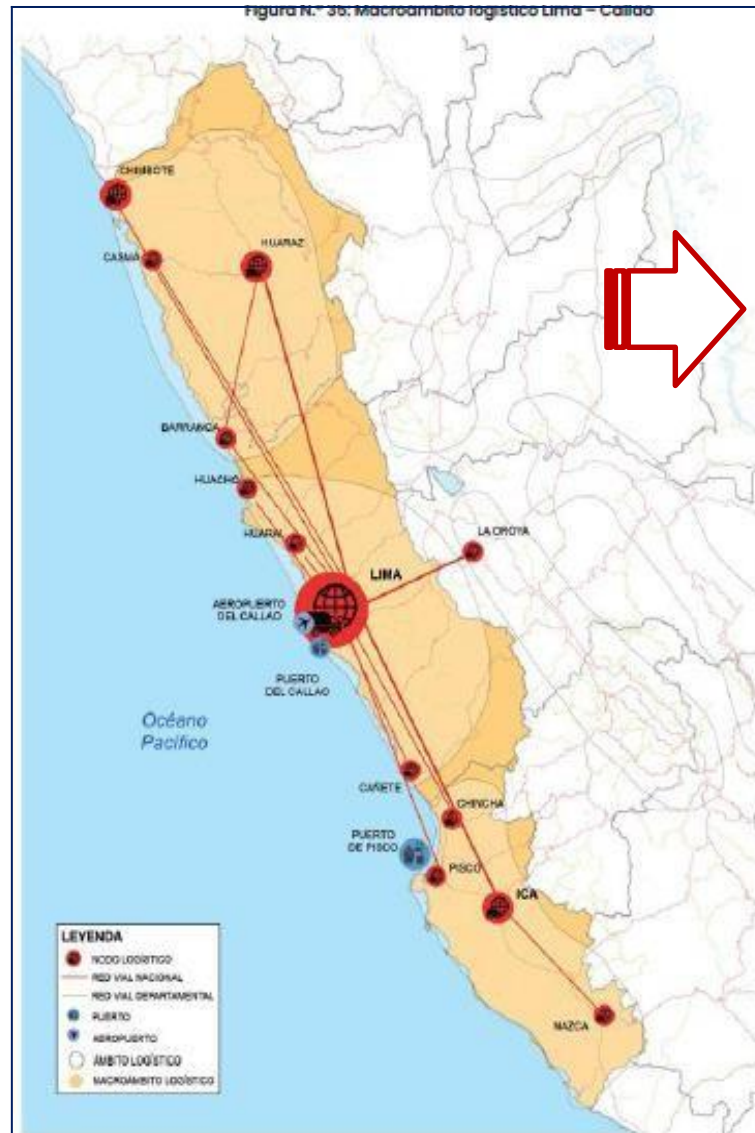 Figura N.º 35: Macroámbito logístico Lima – Callao
CHIMBOTE
CASMA
HUARAZ
BARRANCA
HUACHO
HUARAL
LA OROYA
LIMA
AEROPUERTO
DEL CALLAO
PUERTO
DEL CALLAO
Océano
Pacífico
CAÑETE
CHINCHA
PUERTO
DE PISCO
PISCO
ICA
NAZCA
LEYENDA
NODO LOGÍSTICO
RED VIAL NACIONAL
RED VIAL DEPARTAMENTAL
PUERTO
AEROPUERTO
ÁMBITO LOGÍSTICO
MACROÁMBITO LOGÍSTICO